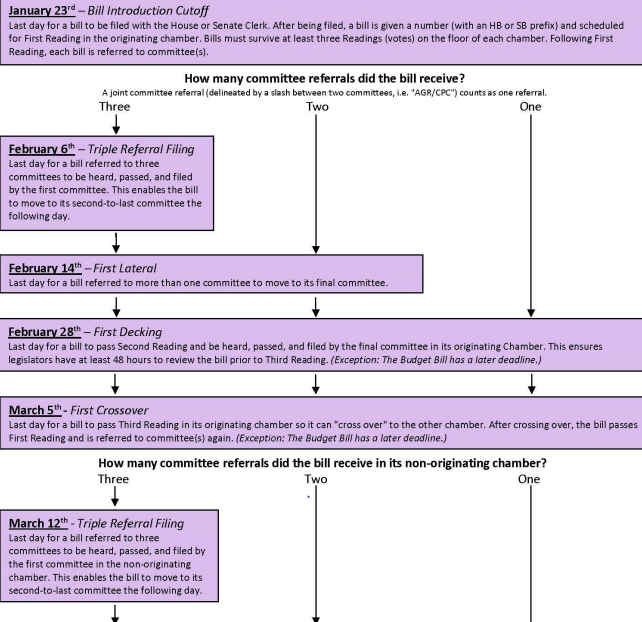 January 23rd – Bill Introduction Cutoff
Last day for a bill to be filed with the House or Senate Clerk. After being filed, a bill is given a number (with an HB or SB prefix) and scheduled
for First Reading in the originating chamber. Bills must survive at least three Readings (votes) on the floor of each chamber. Following First
Reading, each bill is referred to committee(s).
How many committee referrals did the bill receive?
A joint committee referral (delineated by a slash between two committees, i.e. "AGR/CPC") counts as one referral.
Three Two One
February 6th – Triple Referral Filing
Last day for a bill referred to three
committees to be heard, passed, and filed
by the first committee. This enables the bill
to move to its second-to-last committee the
following day.
February 14th – First Lateral
Last day for a bill referred to more than one committee to move to its final committee.
February 28th – First Decking
Last day for a bill to pass Second Reading and be heard, passed, and filed by the final committee in its originating Chamber. This ensures
legislators have at least 48 hours to review the bill prior to Third Reading. (Exception: The Budget Bill has a later deadline.)
March 5th - First Crossover
Last day for a bill to pass Third Reading in its originating chamber so it can "cross over" to the other chamber. After crossing over, the bill passes
First Reading and is referred to committee(s) again. (Exception: The Budget Bill has a later deadline.)
How many committee referrals did the bill receive in its non-originating chamber?
Three Two One
March 12th - Triple Referral Filing
Last day for a bill referred to three
committees to be heard, passed, and filed by
the first committee in the non-originating
chamber. This enables the bill to move to its
second-to-last committee the following day.